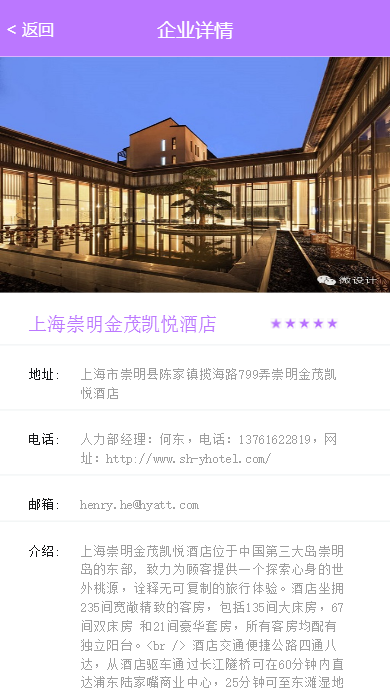 < 返回
企业详情
微设计
上海崇明金茂凯悦酒店
★★★★★
地址:
上海市崇明县陈家镇揽海路799弄崇明金茂凯
悦酒店
电话:
人力部经理：何东，电话：13761622819，网
址：http://www.sh-yhotel.com/
邮箱:
henry.he@hyatt.com
介绍:
上海崇明金茂凯悦酒店位于中国第三大岛崇明
岛的东部, 致力为顾客提供一个探索心身的世
外桃源，诠释无可复制的旅行体验。酒店坐拥
235间宽敞精致的客房，包括135间大床房，67
间双床房 和21间豪华套房，所有客房均配有
独立阳台。<br /> 酒店交通便捷公路四通八
达，从酒店驱车通过长江隧桥可在60分钟内直
达浦东陆家嘴商业中心，25分钟可至东滩湿地